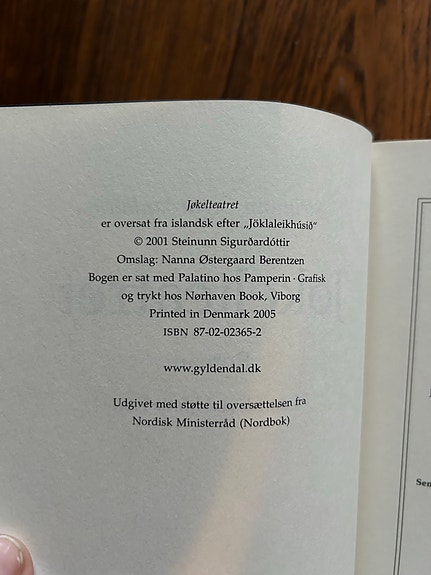 Jøkelteatret
er oversat fra islandsk efter „Jöklaleikhúsið“
© 2001 Steinunn Sigurðardóttir
Omslag: Nanna Østergaard Berentzen
Bogen er sat med Palatino hos Pamperin · Grafisk
og trykt hos Nørhaven Book, Viborg
Printed in Denmark 2005
ISBN 87-02-02365-2
www.gyldendal.dk
Udgivet med støtte til oversættelsen fra
Nordisk Ministerråd (Nordbok)